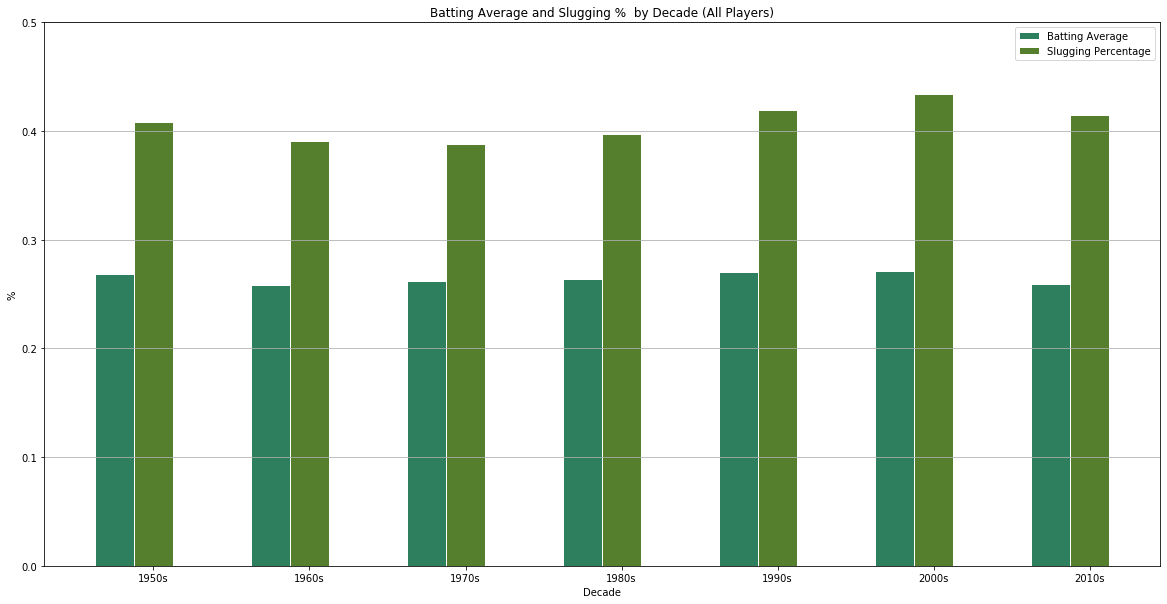 Batting Average and Slugging %  by Decade (All Players)
Batting Average
Slugging Percentage
%
0.5
0.4
0.3
0.2
0.1
0.0
1950s 1960s 1970s 1980s 1990s 2000s 2010s
Decade